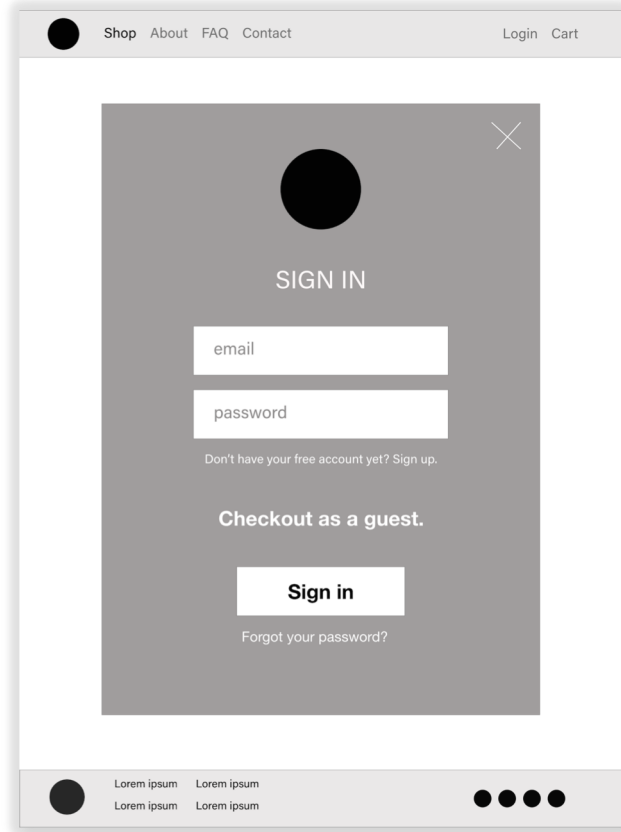 Shop About FAQ Contact Login Cart
SIGN IN
email
password
Don't have your free account yet? Sign up.
Checkout as a guest.
Sign in
Forgot your password?
Lorem ipsum Lorem ipsum
Lorem ipsum Lorem ipsum